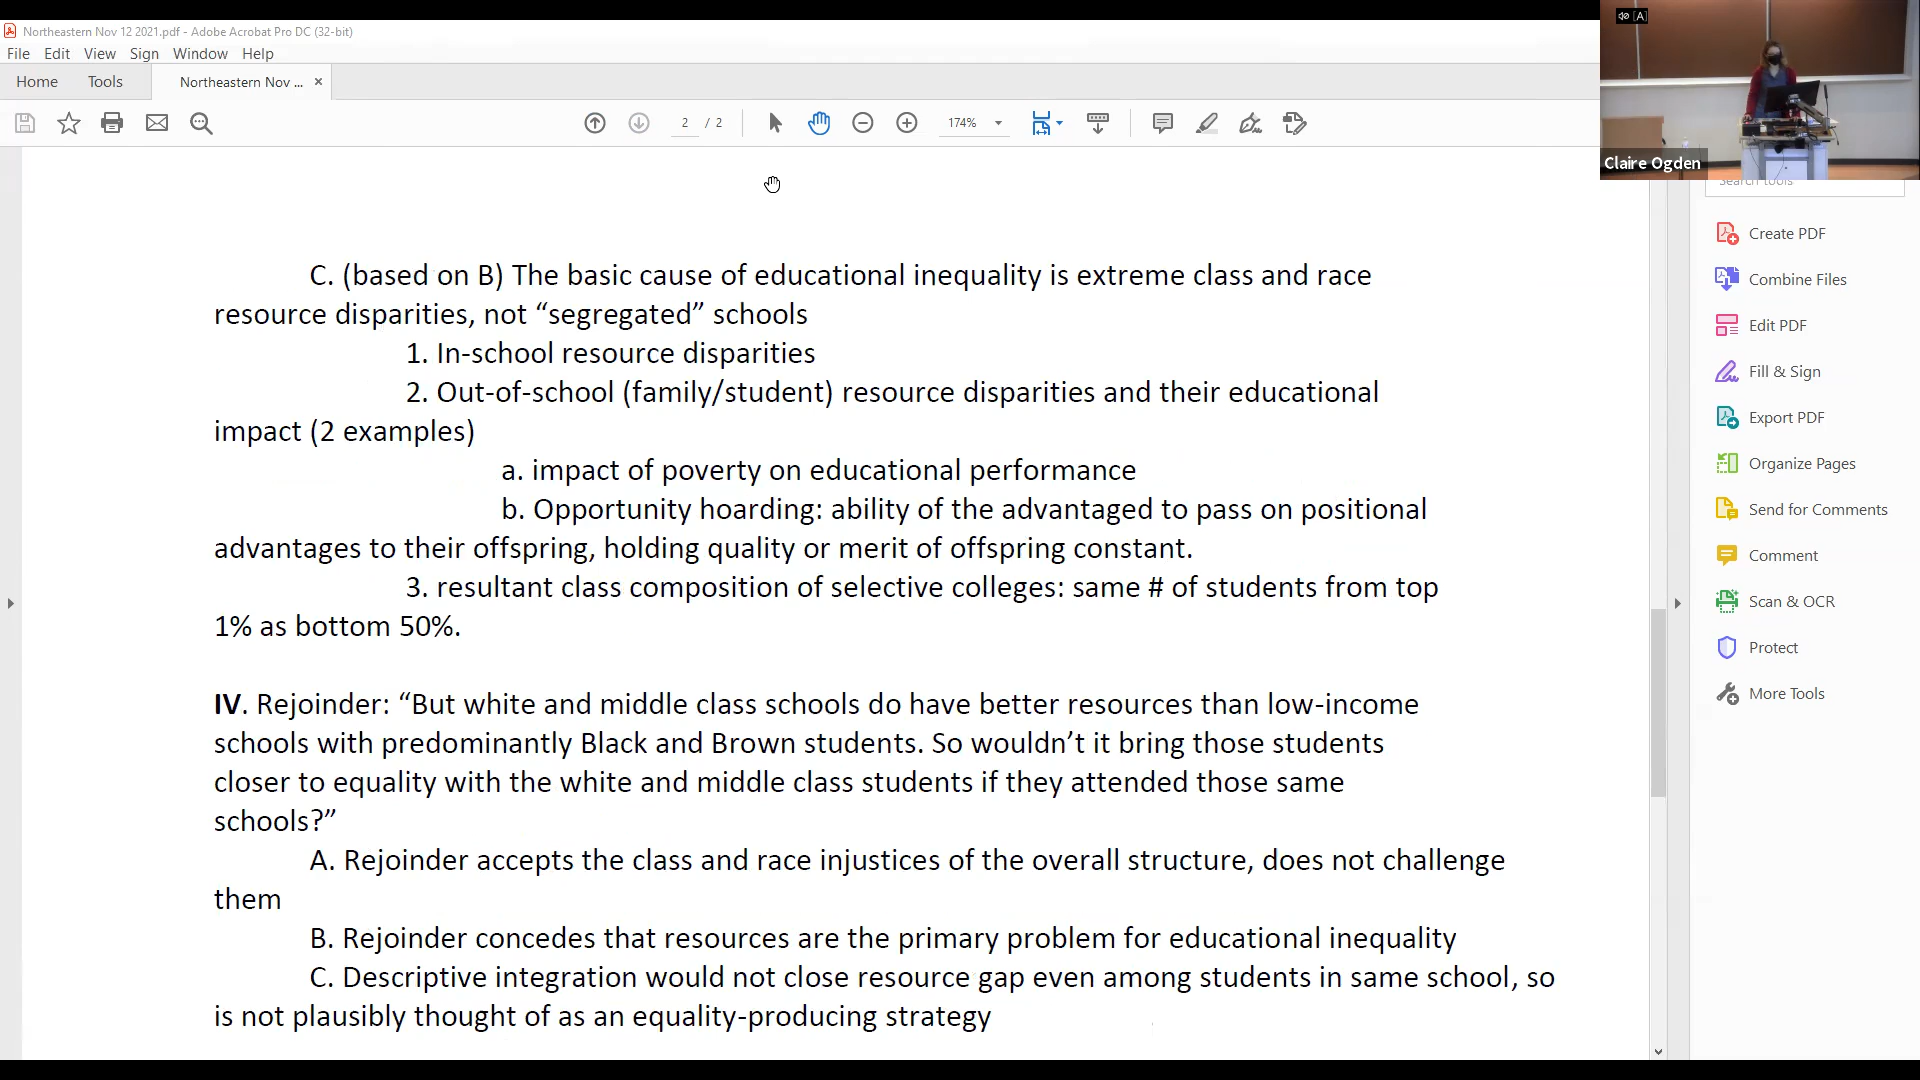 Northeastern Nov 12 2021.pdf - Adobe Acrobat Pro DC (32-bit)
File Edit View Sign Window Help
Home Tools Northeastern Nov ... ×
2 / 2 174%
[A]
Claire Ogden
Search tools
Create PDF
Combine Files
Edit PDF
Fill & Sign
Export PDF
Organize Pages
Send for Comments
Comment
Scan & OCR
Protect
More Tools
C. (based on B) The basic cause of educational inequality is extreme class and race
resource disparities, not “segregated” schools
1. In-school resource disparities
2. Out-of-school (family/student) resource disparities and their educational
impact (2 examples)
a. impact of poverty on educational performance
b. Opportunity hoarding: ability of the advantaged to pass on positional
advantages to their offspring, holding quality or merit of offspring constant.
3. resultant class composition of selective colleges: same # of students from top
1% as bottom 50%.
IV. Rejoinder: “But white and middle class schools do have better resources than low-income
schools with predominantly Black and Brown students. So wouldn’t it bring those students
closer to equality with the white and middle class students if they attended those same
schools?”
A. Rejoinder accepts the class and race injustices of the overall structure, does not challenge
them
B. Rejoinder concedes that resources are the primary problem for educational inequality
C. Descriptive integration would not close resource gap even among students in same school, so
is not plausibly thought of as an equality-producing strategy